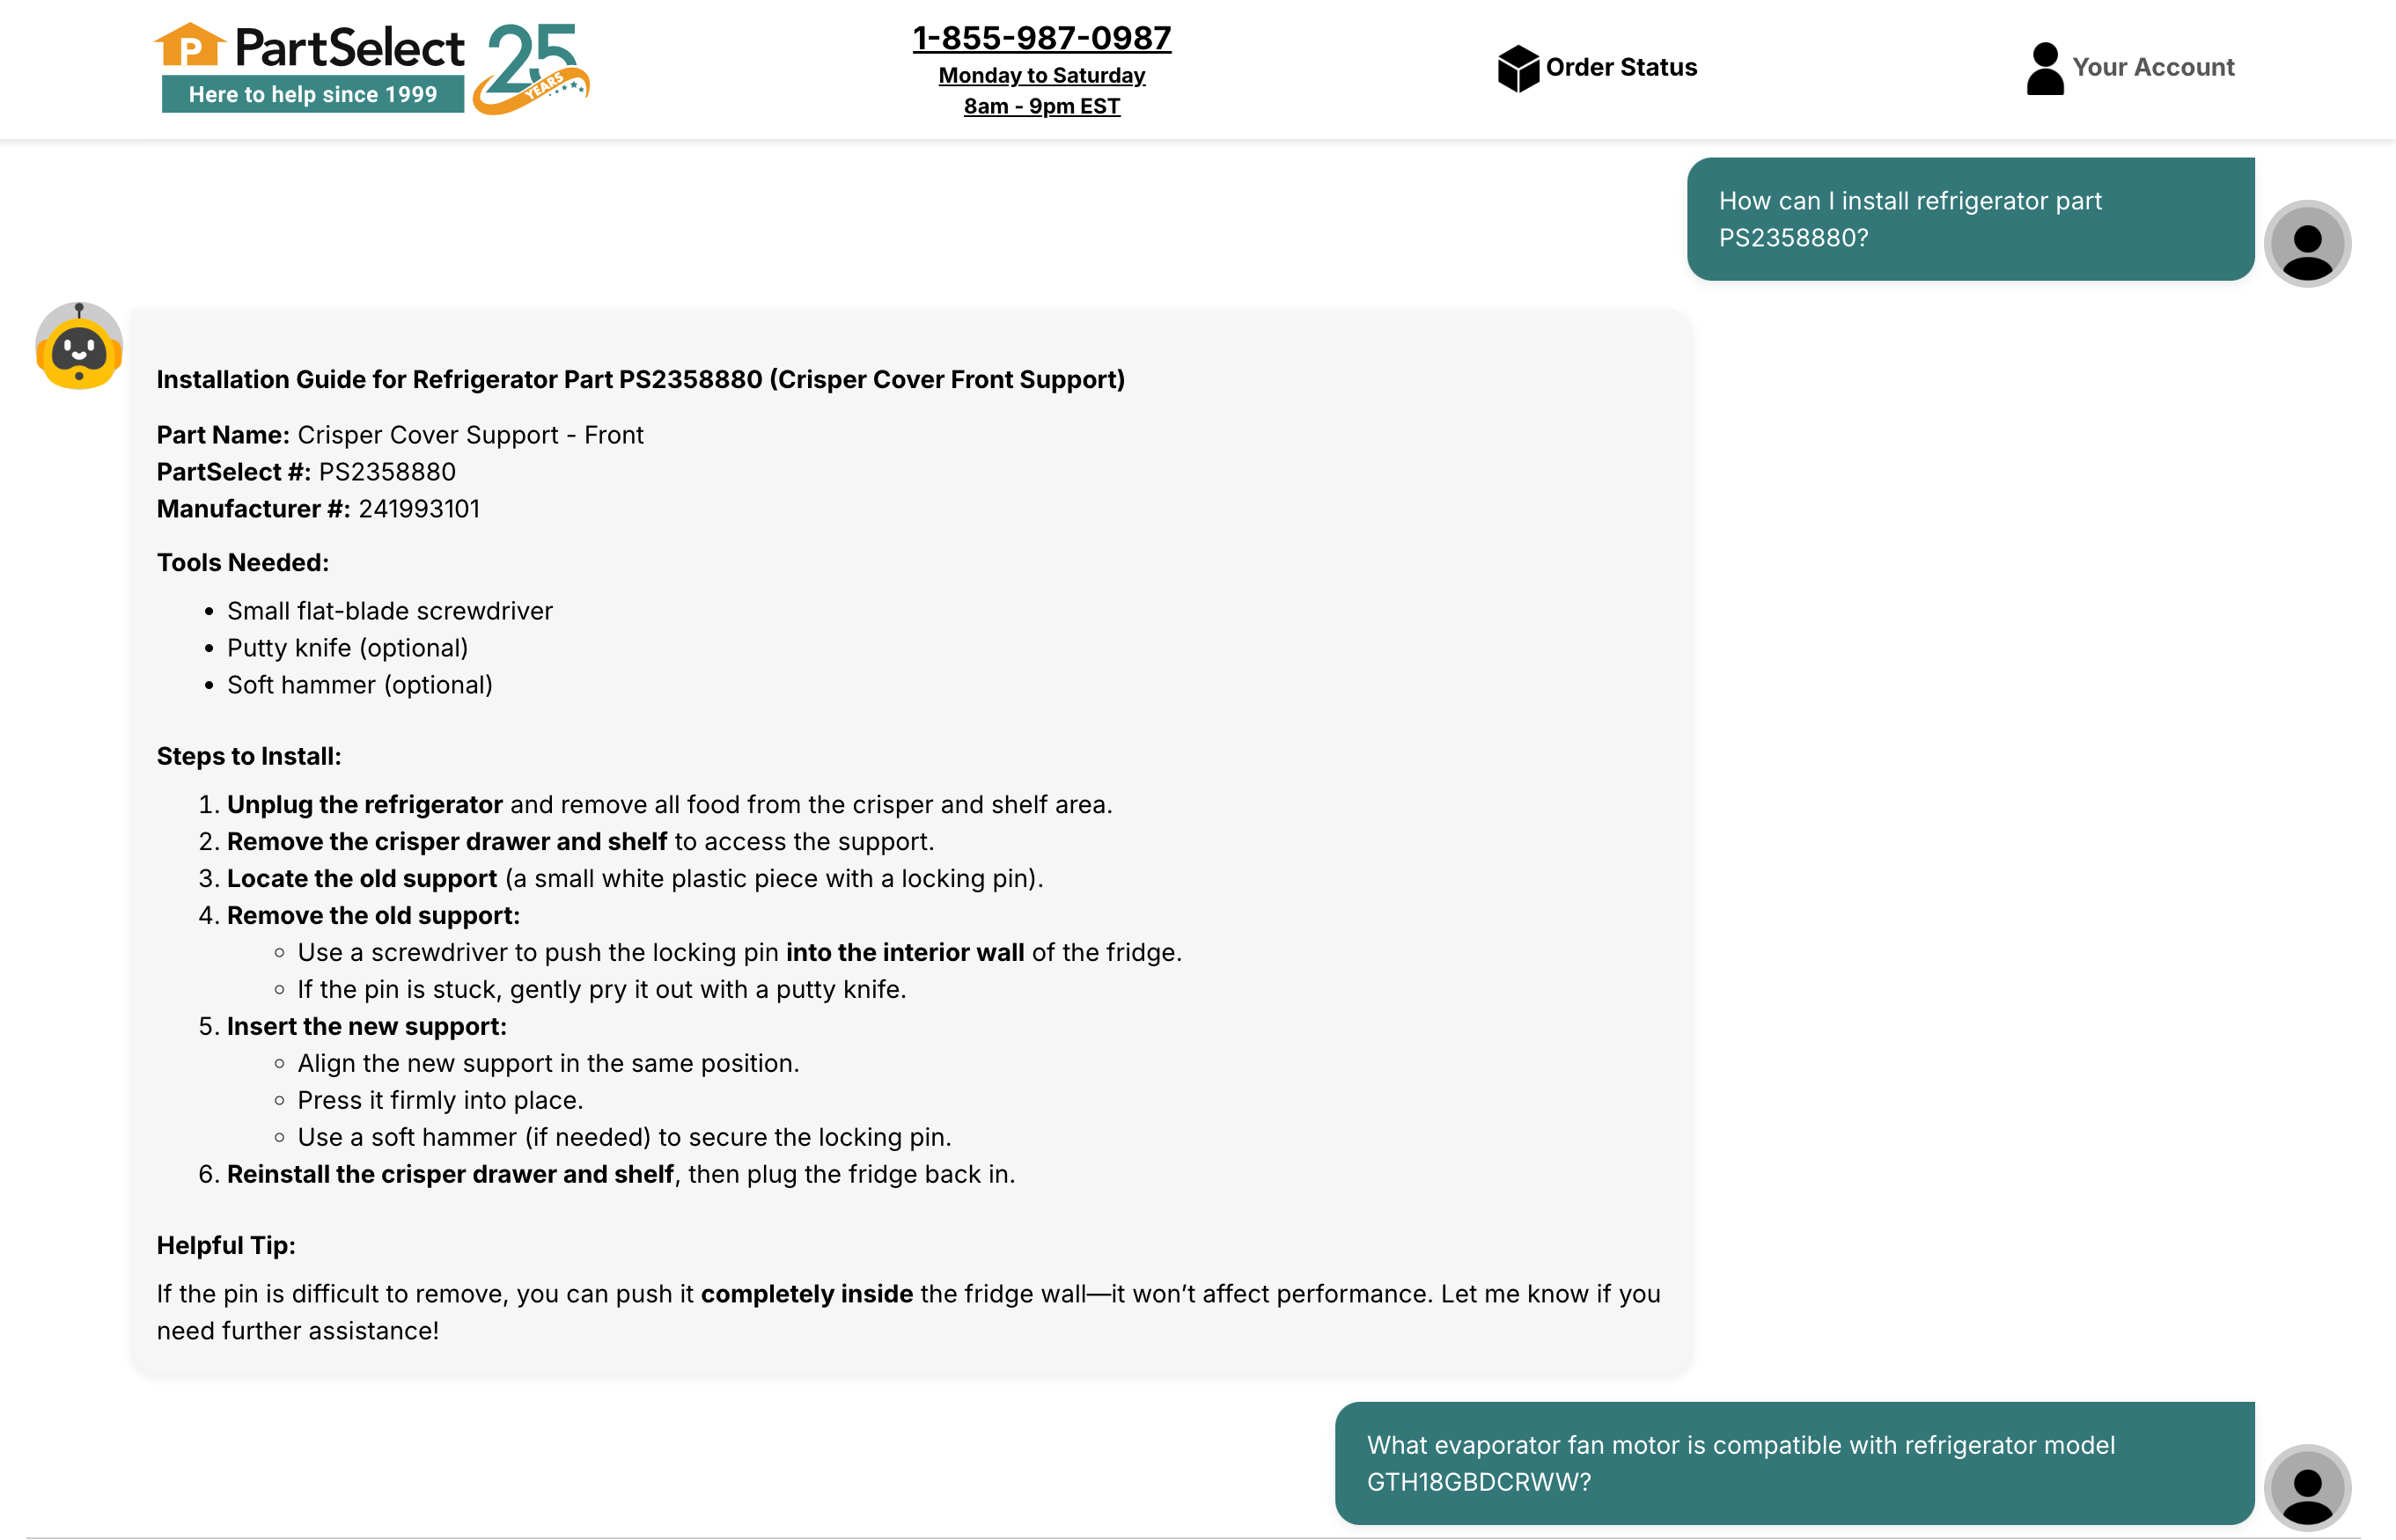 P PartSelect 25 YEARS
Here to help since 1999
1-855-987-0987
Monday to Saturday
8am - 9pm EST
Order Status
Your Account
How can I install refrigerator part
PS2358880?
Installation Guide for Refrigerator Part PS2358880 (Crisper Cover Front Support)
Part Name: Crisper Cover Support - Front
PartSelect #: PS2358880
Manufacturer #: 241993101
Tools Needed:
• Small flat-blade screwdriver
• Putty knife (optional)
• Soft hammer (optional)
Steps to Install:
1. Unplug the refrigerator and remove all food from the crisper and shelf area.
2. Remove the crisper drawer and shelf to access the support.
3. Locate the old support (a small white plastic piece with a locking pin).
4. Remove the old support:
◦ Use a screwdriver to push the locking pin into the interior wall of the fridge.
◦ If the pin is stuck, gently pry it out with a putty knife.
5. Insert the new support:
◦ Align the new support in the same position.
◦ Press it firmly into place.
◦ Use a soft hammer (if needed) to secure the locking pin.
6. Reinstall the crisper drawer and shelf, then plug the fridge back in.
Helpful Tip:
If the pin is difficult to remove, you can push it completely inside the fridge wall—it won’t affect performance. Let me know if you
need further assistance!
What evaporator fan motor is compatible with refrigerator model
GTH18GBDCRWW?